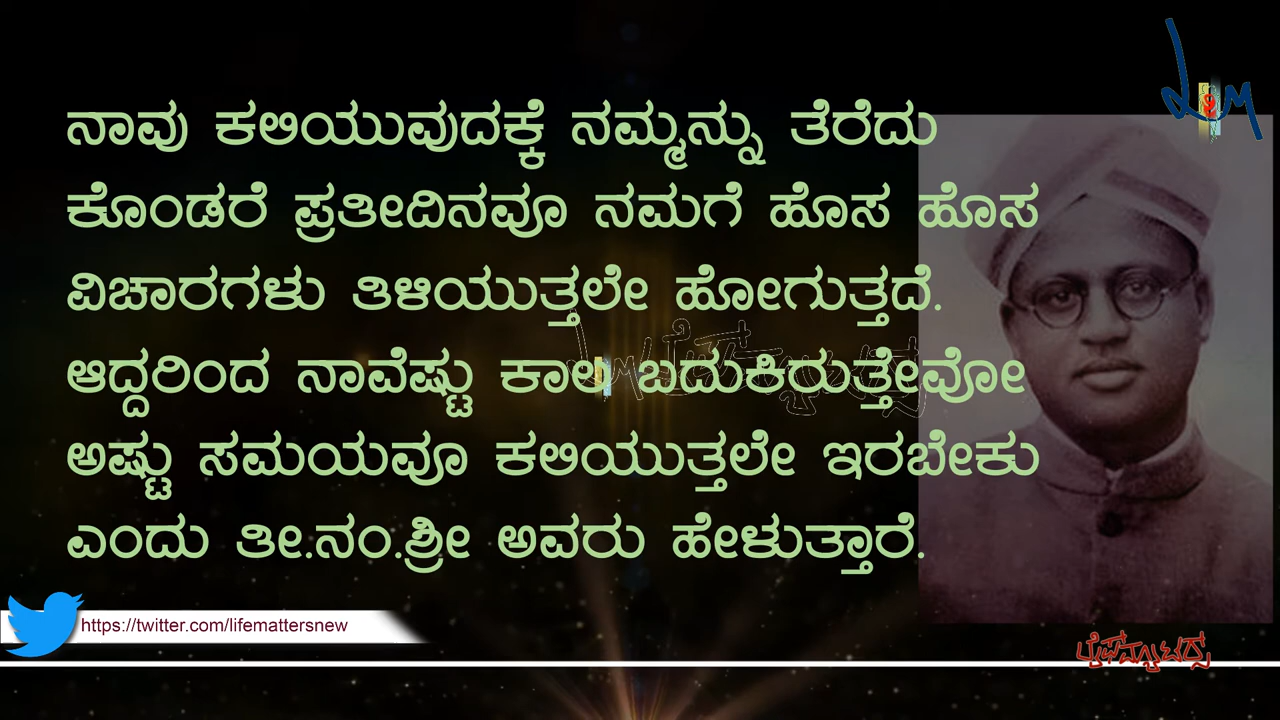 ನಾವು ಕಲಿಯುವುದಕ್ಕೆ ನಮ್ಮನ್ನು ತೆರೆದು
ಕೊಂಡರೆ ಪ್ರತೀದಿನವೂ ನಮಗೆ ಹೊಸ ಹೊಸ
ವಿಚಾರಗಳು ತಿಳಿಯುತ್ತಲೇ ಹೋಗುತ್ತದೆ.
ಆದ್ದರಿಂದ ನಾವೆಷ್ಟು ಕಾಲ ಬದುಕಿರುತ್ತೇವೋ
ಅಷ್ಟು ಸಮಯವೂ ಕಲಿಯುತ್ತಲೇ ಇರಬೇಕು
ಎಂದು ತೀ.ನಂ.ಶ್ರೀ ಅವರು ಹೇಳುತ್ತಾರೆ.
https://twitter.com/lifemattersnew